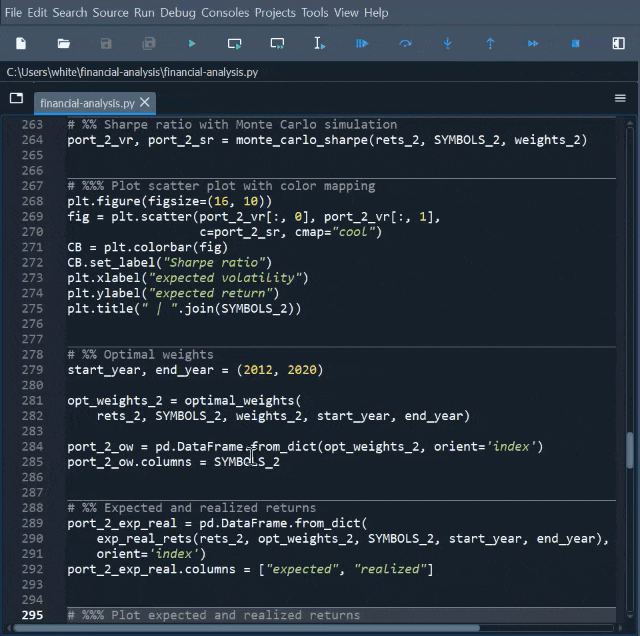 File Edit Search Source Run Debug Consoles Projects Tools View Help
C:\Users\white\financial-analysis\financial-analysis.py
financial-analysis.py
263 # %% Sharpe ratio with Monte Carlo simulation
264 port_2_vr, port_2_sr = monte_carlo_sharpe(rets_2, SYMBOLS_2, weights_2)
265
266
267 # %%% Plot scatter plot with color mapping
268 plt.figure(figsize=(16, 10))
269 fig = plt.scatter(port_2_vr[:, 0], port_2_vr[:, 1],
270 c=port_2_sr, cmap="cool")
271 CB = plt.colorbar(fig)
272 CB.set_label("Sharpe ratio")
273 plt.xlabel("expected volatility")
274 plt.ylabel("expected return")
275 plt.title(" | ".join(SYMBOLS_2))
276
277
278 # %% Optimal weights
279 start_year, end_year = (2012, 2020)
280
281 opt_weights_2 = optimal_weights(
282 rets_2, SYMBOLS_2, weights_2, start_year, end_year)
283
284 port_2_ow = pd.DataFrame.from_dict(opt_weights_2, orient='index')
285 port_2_ow.columns = SYMBOLS_2
286
287
288 # %% Expected and realized returns
289 port_2_exp_real = pd.DataFrame.from_dict(
290 exp_real_rets(rets_2, opt_weights_2, SYMBOLS_2, start_year, end_year),
291 orient='index')
292 port_2_exp_real.columns = ["expected", "realized"]
293
294
295 # %%% Plot expected and realized returns